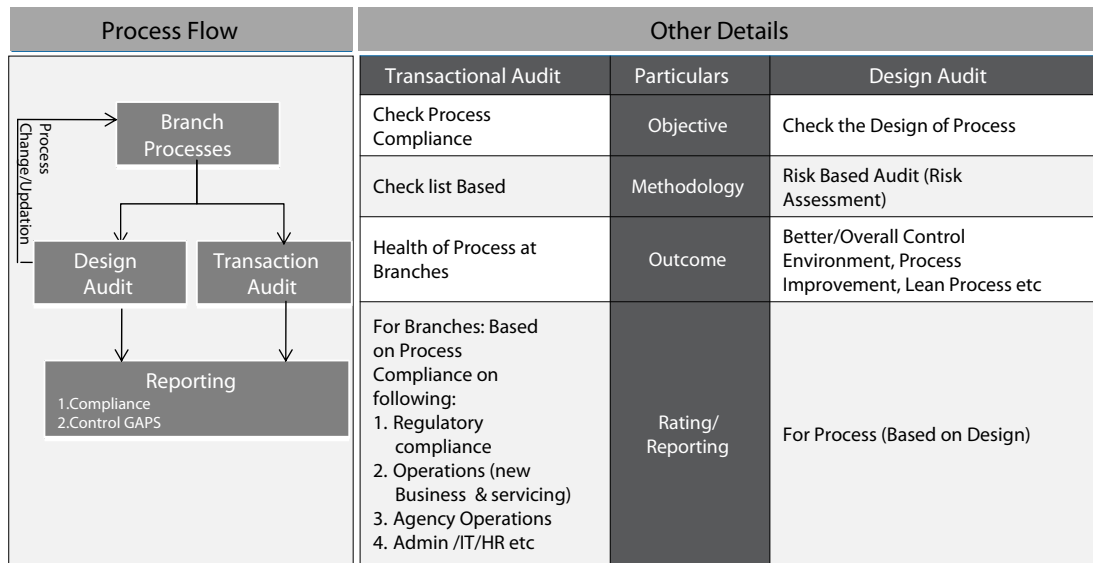 Process Flow
Other Details
Process
Change/Updation
Branch
Processes
Design
Audit
Transaction
Audit
Reporting
1.Compliance
2.Control GAPS
Transactional Audit
Particulars
Design Audit
Check Process
Compliance
Objective
Check the Design of Process
Check list Based
Methodology
Risk Based Audit (Risk
Assessment)
Health of Process at
Branches
Outcome
Better/Overall Control
Environment, Process
Improvement, Lean Process etc
For Branches: Based
on Process
Compliance on
following:
1. Regulatory
compliance
2. Operations (new
Business & servicing)
3. Agency Operations
4. Admin /IT/HR etc
Rating/
Reporting
For Process (Based on Design)